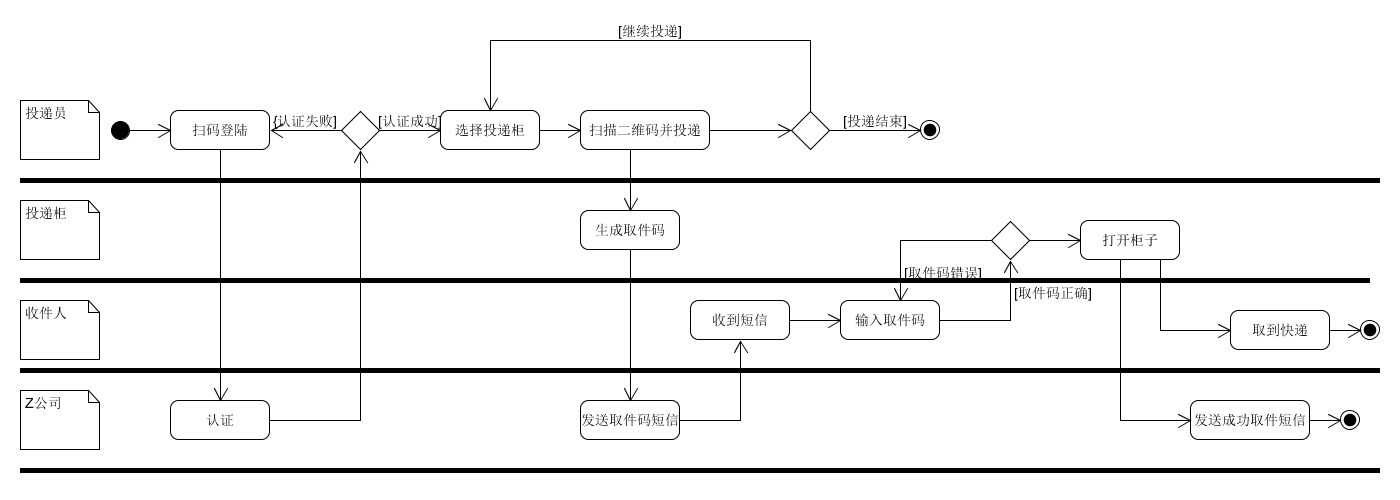 [继续投递]
投递员
扫码登陆
[认证失败]
[认证成功]
选择投递柜
扫描二维码并投递
[投递结束]
投递柜
生成取件码
打开柜子
[取件码错误]
[取件码正确]
收件人
收到短信
输入取件码
取到快递
Z公司
认证
发送取件码短信
发送成功取件短信